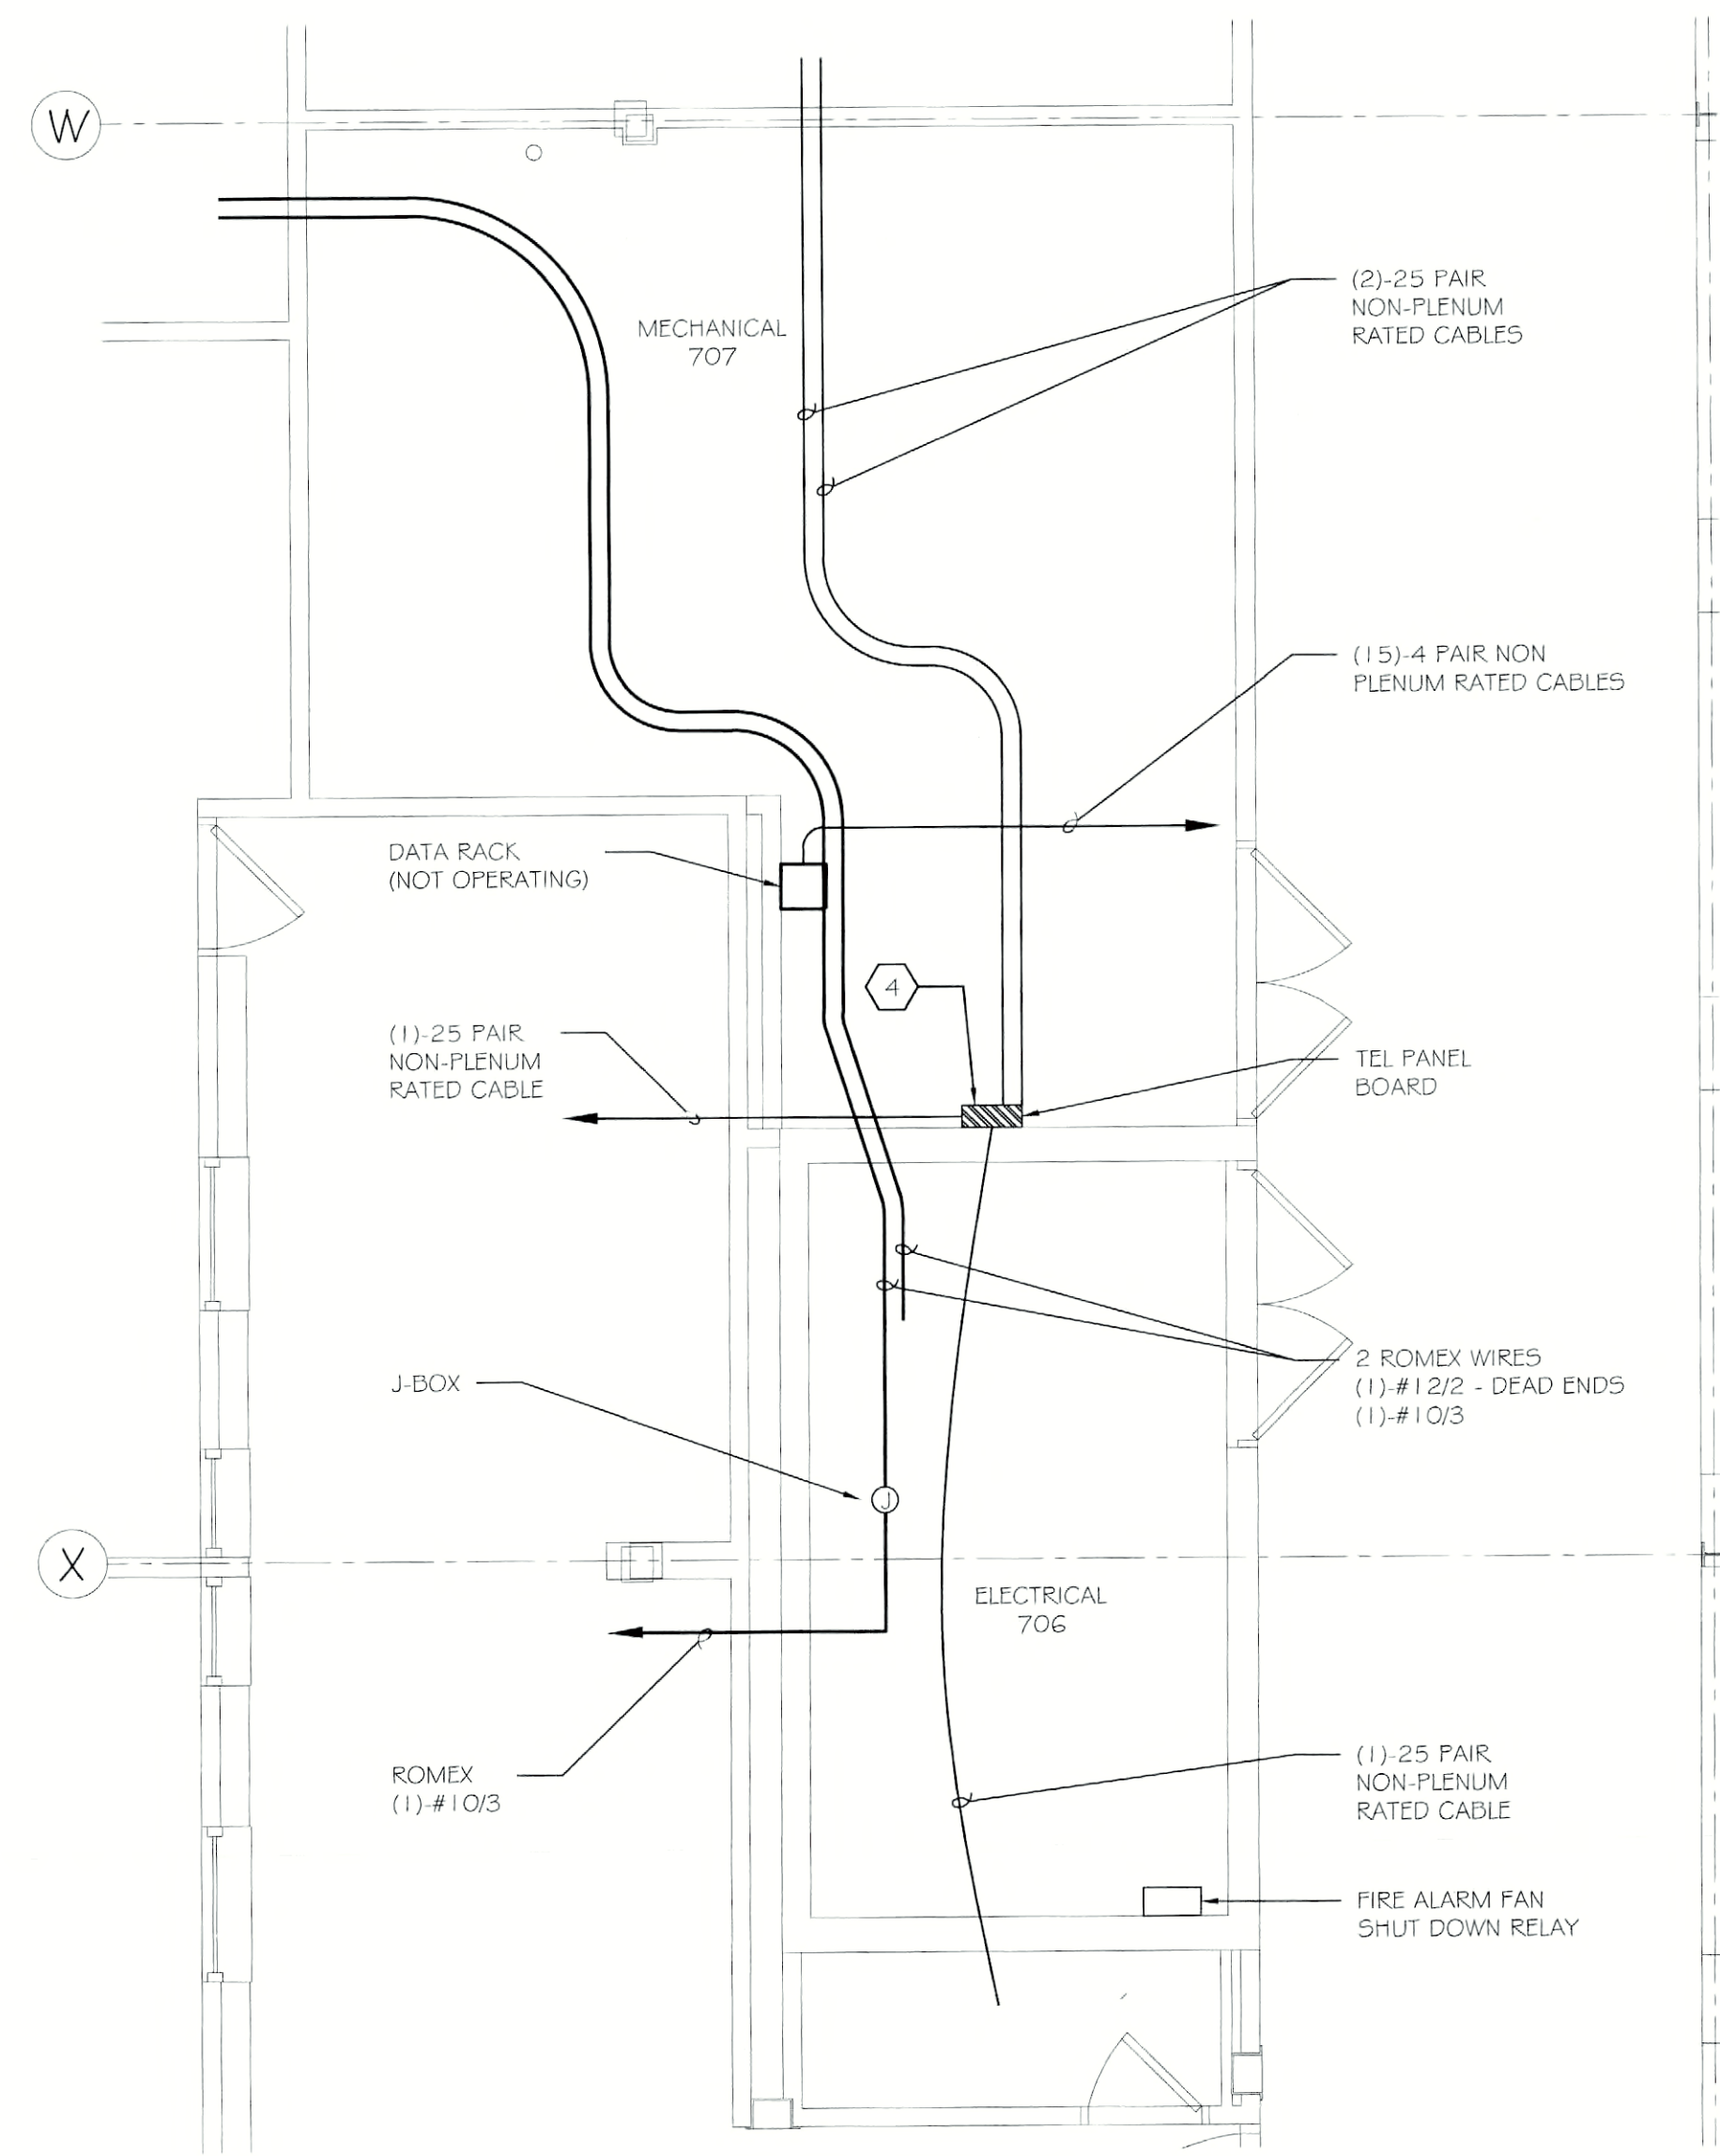 W
MECHANICAL
707
(2)-25 PAIR
NON-PLENUM
RATED CABLES
(15)-4 PAIR NON
PLENUM RATED CABLES
DATA RACK
(NOT OPERATING)
4
(1)-25 PAIR
NON-PLENUM
RATED CABLE
TEL PANEL
BOARD
2 ROMEX WIRES
(1)-#12/2 - DEAD ENDS
(1)-#10/3
J-BOX
J
X
ELECTRICAL
706
ROMEX
(1)-#10/3
(1)-25 PAIR
NON-PLENUM
RATED CABLE
FIRE ALARM FAN
SHUT DOWN RELAY